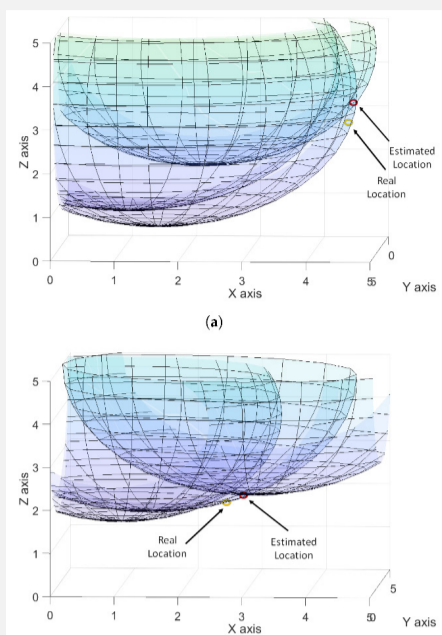 5
4
Z axis
3
2
1
0
0
1
2
3
4
5
5
0
X axis
Y axis
Estimated
Location
Real
Location
(a)
5
4
Z axis
3
2
1
0
0
1
2
3
4
5
0
5
X axis
Y axis
Real
Location
Estimated
Location